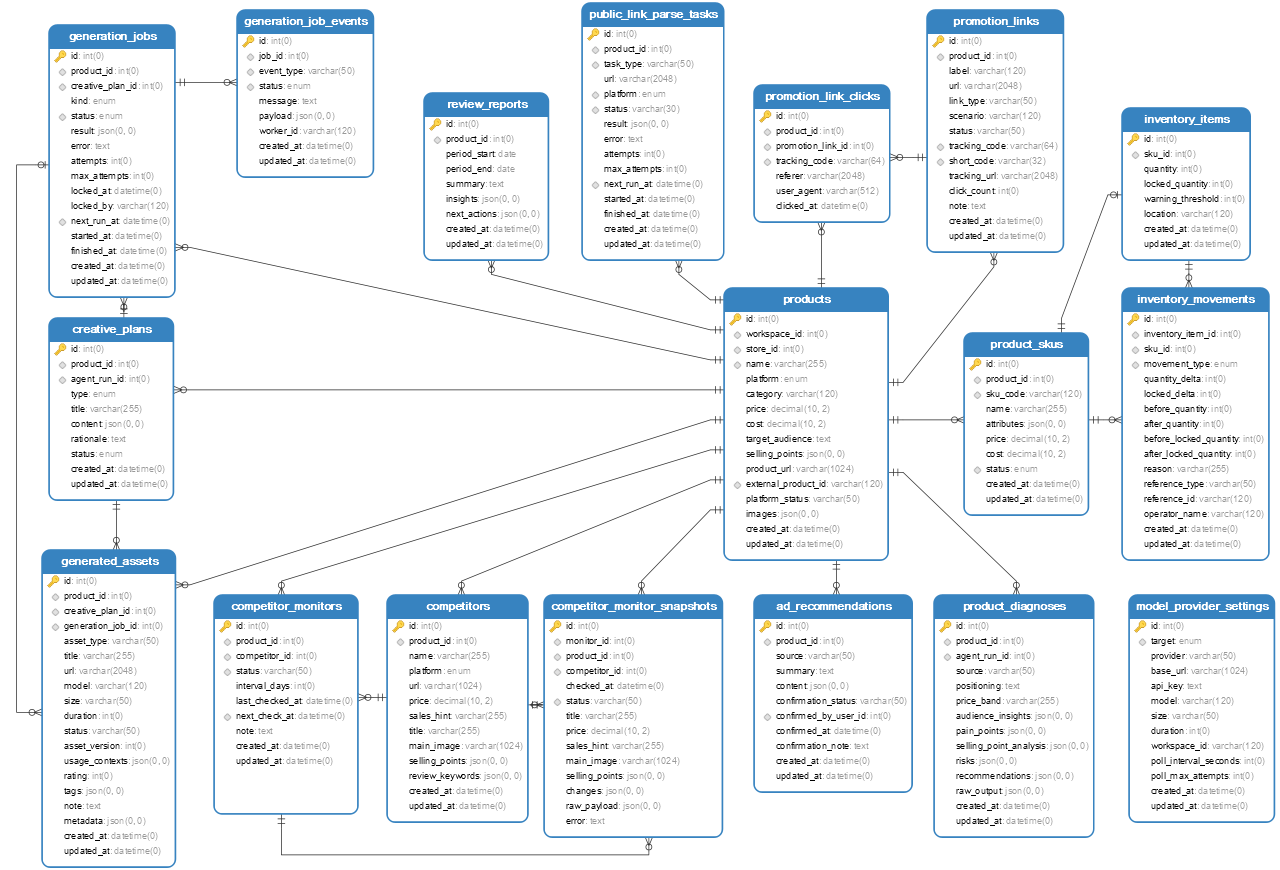 generation_jobs
id: int(0)
product_id: int(0)
creative_plan_id: int(0)
kind: enum
status: enum
result: json(0, 0)
error: text
attempts: int(0)
max_attempts: int(0)
locked_at: datetime(0)
locked_by: varchar(120)
next_run_at: datetime(0)
started_at: datetime(0)
finished_at: datetime(0)
created_at: datetime(0)
updated_at: datetime(0)
generation_job_events
id: int(0)
job_id: int(0)
event_type: varchar(50)
status: enum
message: text
payload: json(0, 0)
worker_id: varchar(120)
created_at: datetime(0)
updated_at: datetime(0)
review_reports
id: int(0)
product_id: int(0)
period_start: date
period_end: date
summary: text
insights: json(0, 0)
next_actions: json(0, 0)
created_at: datetime(0)
updated_at: datetime(0)
public_link_parse_tasks
id: int(0)
product_id: int(0)
task_type: varchar(50)
url: varchar(2048)
platform: enum
status: varchar(30)
result: json(0, 0)
error: text
attempts: int(0)
max_attempts: int(0)
next_run_at: datetime(0)
started_at: datetime(0)
finished_at: datetime(0)
created_at: datetime(0)
updated_at: datetime(0)
promotion_link_clicks
id: int(0)
product_id: int(0)
promotion_link_id: int(0)
tracking_code: varchar(64)
referer: varchar(2048)
user_agent: varchar(512)
clicked_at: datetime(0)
promotion_links
id: int(0)
product_id: int(0)
label: varchar(120)
url: varchar(2048)
link_type: varchar(50)
scenario: varchar(120)
status: varchar(50)
tracking_code: varchar(64)
short_code: varchar(32)
tracking_url: varchar(2048)
click_count: int(0)
note: text
created_at: datetime(0)
updated_at: datetime(0)
inventory_items
id: int(0)
sku_id: int(0)
quantity: int(0)
locked_quantity: int(0)
warning_threshold: int(0)
location: varchar(120)
created_at: datetime(0)
updated_at: datetime(0)
creative_plans
id: int(0)
product_id: int(0)
agent_run_id: int(0)
type: enum
title: varchar(255)
content: json(0, 0)
rationale: text
status: enum
created_at: datetime(0)
updated_at: datetime(0)
products
id: int(0)
workspace_id: int(0)
store_id: int(0)
name: varchar(255)
platform: enum
category: varchar(120)
price: decimal(10, 2)
cost: decimal(10, 2)
target_audience: text
selling_points: json(0, 0)
product_url: varchar(1024)
external_product_id: varchar(120)
platform_status: varchar(50)
images: json(0, 0)
created_at: datetime(0)
updated_at: datetime(0)
product_skus
id: int(0)
product_id: int(0)
sku_code: varchar(120)
name: varchar(255)
attributes: json(0, 0)
price: decimal(10, 2)
cost: decimal(10, 2)
status: enum
created_at: datetime(0)
updated_at: datetime(0)
inventory_movements
id: int(0)
inventory_item_id: int(0)
sku_id: int(0)
movement_type: enum
quantity_delta: int(0)
locked_delta: int(0)
before_quantity: int(0)
after_quantity: int(0)
before_locked_quantity: int(0)
after_locked_quantity: int(0)
reason: varchar(255)
reference_type: varchar(50)
reference_id: varchar(120)
operator_name: varchar(120)
created_at: datetime(0)
updated_at: datetime(0)
generated_assets
id: int(0)
product_id: int(0)
creative_plan_id: int(0)
generation_job_id: int(0)
asset_type: varchar(50)
title: varchar(255)
url: varchar(2048)
model: varchar(120)
size: varchar(50)
duration: int(0)
status: varchar(50)
asset_version: int(0)
usage_contexts: json(0, 0)
rating: int(0)
tags: json(0, 0)
note: text
metadata: json(0, 0)
created_at: datetime(0)
updated_at: datetime(0)
competitor_monitors
id: int(0)
product_id: int(0)
competitor_id: int(0)
status: varchar(50)
interval_days: int(0)
last_checked_at: datetime(0)
next_check_at: datetime(0)
note: text
created_at: datetime(0)
updated_at: datetime(0)
competitors
id: int(0)
product_id: int(0)
name: varchar(255)
platform: enum
url: varchar(1024)
price: decimal(10, 2)
sales_hint: varchar(255)
title: varchar(255)
main_image: varchar(1024)
selling_points: json(0, 0)
review_keywords: json(0, 0)
created_at: datetime(0)
updated_at: datetime(0)
competitor_monitor_snapshots
id: int(0)
monitor_id: int(0)
product_id: int(0)
competitor_id: int(0)
checked_at: datetime(0)
status: varchar(50)
title: varchar(255)
price: decimal(10, 2)
sales_hint: varchar(255)
main_image: varchar(1024)
selling_points: json(0, 0)
changes: json(0, 0)
raw_payload: json(0, 0)
error: text
ad_recommendations
id: int(0)
product_id: int(0)
source: varchar(50)
summary: text
content: json(0, 0)
confirmation_status: varchar(50)
confirmed_by_user_id: int(0)
confirmed_at: datetime(0)
confirmation_note: text
created_at: datetime(0)
updated_at: datetime(0)
product_diagnoses
id: int(0)
product_id: int(0)
agent_run_id: int(0)
source: varchar(50)
positioning: text
price_band: varchar(255)
audience_insights: json(0, 0)
pain_points: json(0, 0)
selling_point_analysis: json(0, 0)
risks: json(0, 0)
recommendations: json(0, 0)
raw_output: json(0, 0)
created_at: datetime(0)
updated_at: datetime(0)
model_provider_settings
id: int(0)
target: enum
provider: varchar(50)
base_url: varchar(1024)
api_key: text
model: varchar(120)
size: varchar(50)
duration: int(0)
workspace_id: varchar(120)
poll_interval_seconds: int(0)
poll_max_attempts: int(0)
created_at: datetime(0)
updated_at: datetime(0)